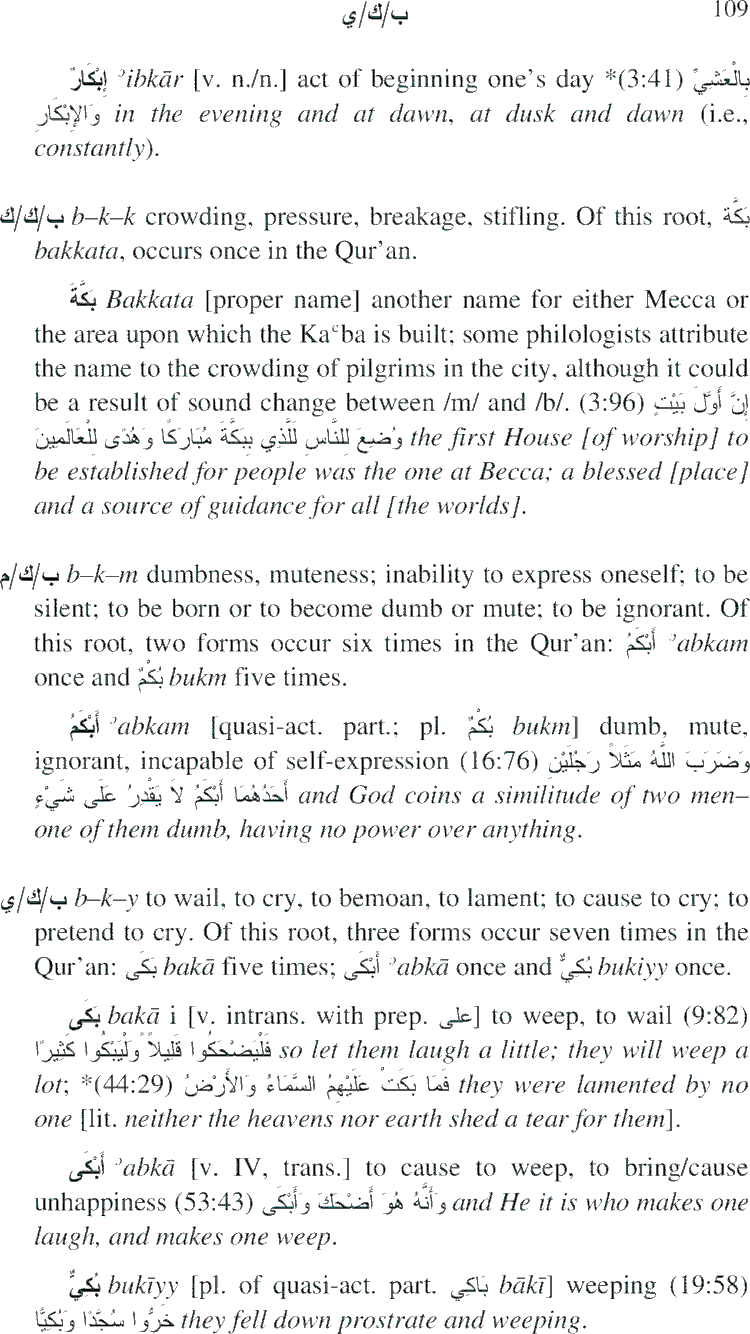 ب/ك/ي 109
إِبْكَارٌ ʾibkār [v. n./n.] act of beginning one’s day *(3:41) بِالْعَشِيِّ
وَالإِبْكَارِ in the evening and at dawn, at dusk and dawn (i.e.,
constantly).
ب/ك/ك b–k–k crowding, pressure, breakage, stifling. Of this root, بَكَّة
bakkata, occurs once in the Qur’an.
بَكَّةَ Bakkata [proper name] another name for either Mecca or
the area upon which the Kaʿba is built; some philologists attribute
the name to the crowding of pilgrims in the city, although it could
be a result of sound change between /m/ and /b/. (3:96) إِنَّ أَوَّلَ بَيْتٍ
وُضِعَ لِلنَّاسِ لَلَّذِي بِبَكَّةَ مُبَارَكًا وَهُدًى لِلْعَالَمِينَ the first House [of worship] to
be established for people was the one at Becca; a blessed [place]
and a source of guidance for all [the worlds].
ب/ك/م b–k–m dumbness, muteness; inability to express oneself; to be
silent; to be born or to become dumb or mute; to be ignorant. Of
this root, two forms occur six times in the Qur’an: أَبْكَمُ ʾabkam
once and بُكْمٌ bukm five times.
أَبْكَمُ ʾabkam [quasi-act. part.; pl. بُكْمٌ bukm] dumb, mute,
ignorant, incapable of self-expression (16:76) وَضَرَبَ اللَّهُ مَثَلاً رَجُلَيْنِ
أَحَدُهُمَا أَبْكَمُ لاَ يَقْدِرُ عَلَى شَيْءٍ and God coins a similitude of two men–
one of them dumb, having no power over anything.
ب/ك/ي b–k–y to wail, to cry, to bemoan, to lament; to cause to cry; to
pretend to cry. Of this root, three forms occur seven times in the
Qur’an: بَكَى bakā five times; أَبْكَى ʾabkā once and بُكِيٌّ bukiyy once.
بَكَى bakā i [v. intrans. with prep. على] to weep, to wail (9:82)
فَلْيَضْحَكُوا قَلِيلاً وَلْيَبْكُوا كَثِيرًا so let them laugh a little; they will weep a
lot; *(44:29) فَمَا بَكَتْ عَلَيْهِمُ السَّمَاءُ وَالأَرْضُ they were lamented by no
one [lit. neither the heavens nor earth shed a tear for them].
أَبْكَى ʾabkā [v. IV, trans.] to cause to weep, to bring/cause
unhappiness (53:43) وَأَنَّهُ هُوَ أَضْحَكَ وَأَبْكَى and He it is who makes one
laugh, and makes one weep.
بُكِيٌّ bukīyy [pl. of quasi-act. part. بَاكِي bākī] weeping (19:58)
خَرُّوا سُجَّدًا وَبُكِيًّا they fell down prostrate and weeping.